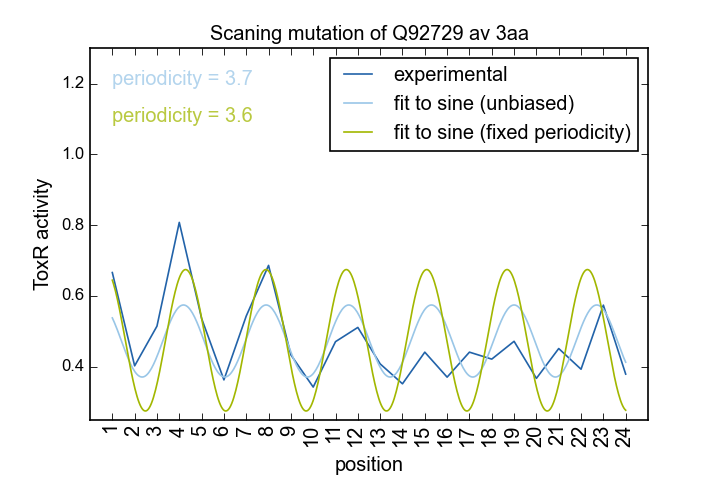 Scaning mutation of Q92729 av 3aa
periodicity = 3.7
periodicity = 3.6
experimental
fit to sine (unbiased)
fit to sine (fixed periodicity)
ToxR activity
1.2
1.0
0.8
0.6
0.4
1 2 3 4 5 6 7 8 9 10 11 12 13 14 15 16 17 18 19 20 21 22 23 24
position